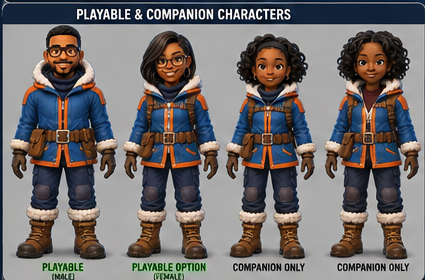 PLAYABLE & COMPANION CHARACTERS
PLAYABLE
(MALE)
PLAYABLE OPTION
(FEMALE)
COMPANION ONLY
COMPANION ONLY